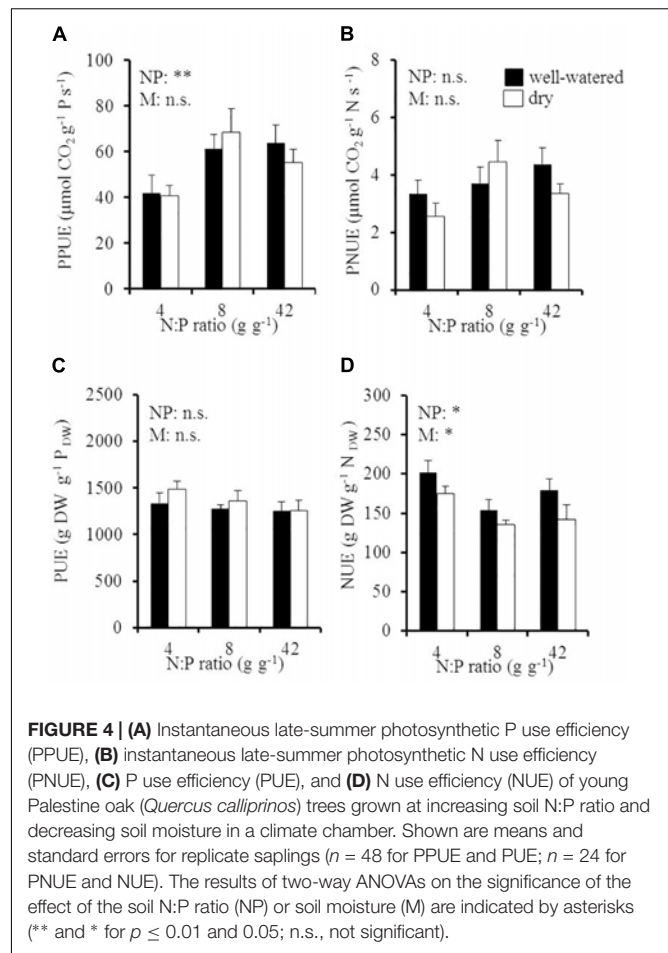 A
NP: **
M: n.s.
PPUE (µmol CO₂ g⁻¹ P s⁻¹)
100
80
60
40
20
0
4 8 42
N:P ratio (g g⁻¹)
B
NP: n.s.
M: n.s.
well-watered
dry
PNUE (µmol CO₂ g⁻¹ N s⁻¹)
8
6
4
2
0
4 8 42
N:P ratio (g g⁻¹)
C
NP: n.s.
M: n.s.
PUE (g DW g⁻¹ P_DW)
2500
2000
1500
1000
500
0
4 8 42
N:P ratio (g g⁻¹)
D
NP: *
M: *
NUE (g DW g⁻¹ N_DW)
300
250
200
150
100
50
0
4 8 42
N:P ratio (g g⁻¹)
FIGURE 4 | (A) Instantaneous late-summer photosynthetic P use efficiency
(PPUE), (B) instantaneous late-summer photosynthetic N use efficiency
(PNUE), (C) P use efficiency (PUE), and (D) N use efficiency (NUE) of young
Palestine oak (Quercus calliprinos) trees grown at increasing soil N:P ratio and
decreasing soil moisture in a climate chamber. Shown are means and
standard errors for replicate saplings (n = 48 for PPUE and PUE; n = 24 for
PNUE and NUE). The results of two-way ANOVAs on the significance of the
effect of the soil N:P ratio (NP) or soil moisture (M) are indicated by asterisks
(** and * for p ≤ 0.01 and 0.05; n.s., not significant).